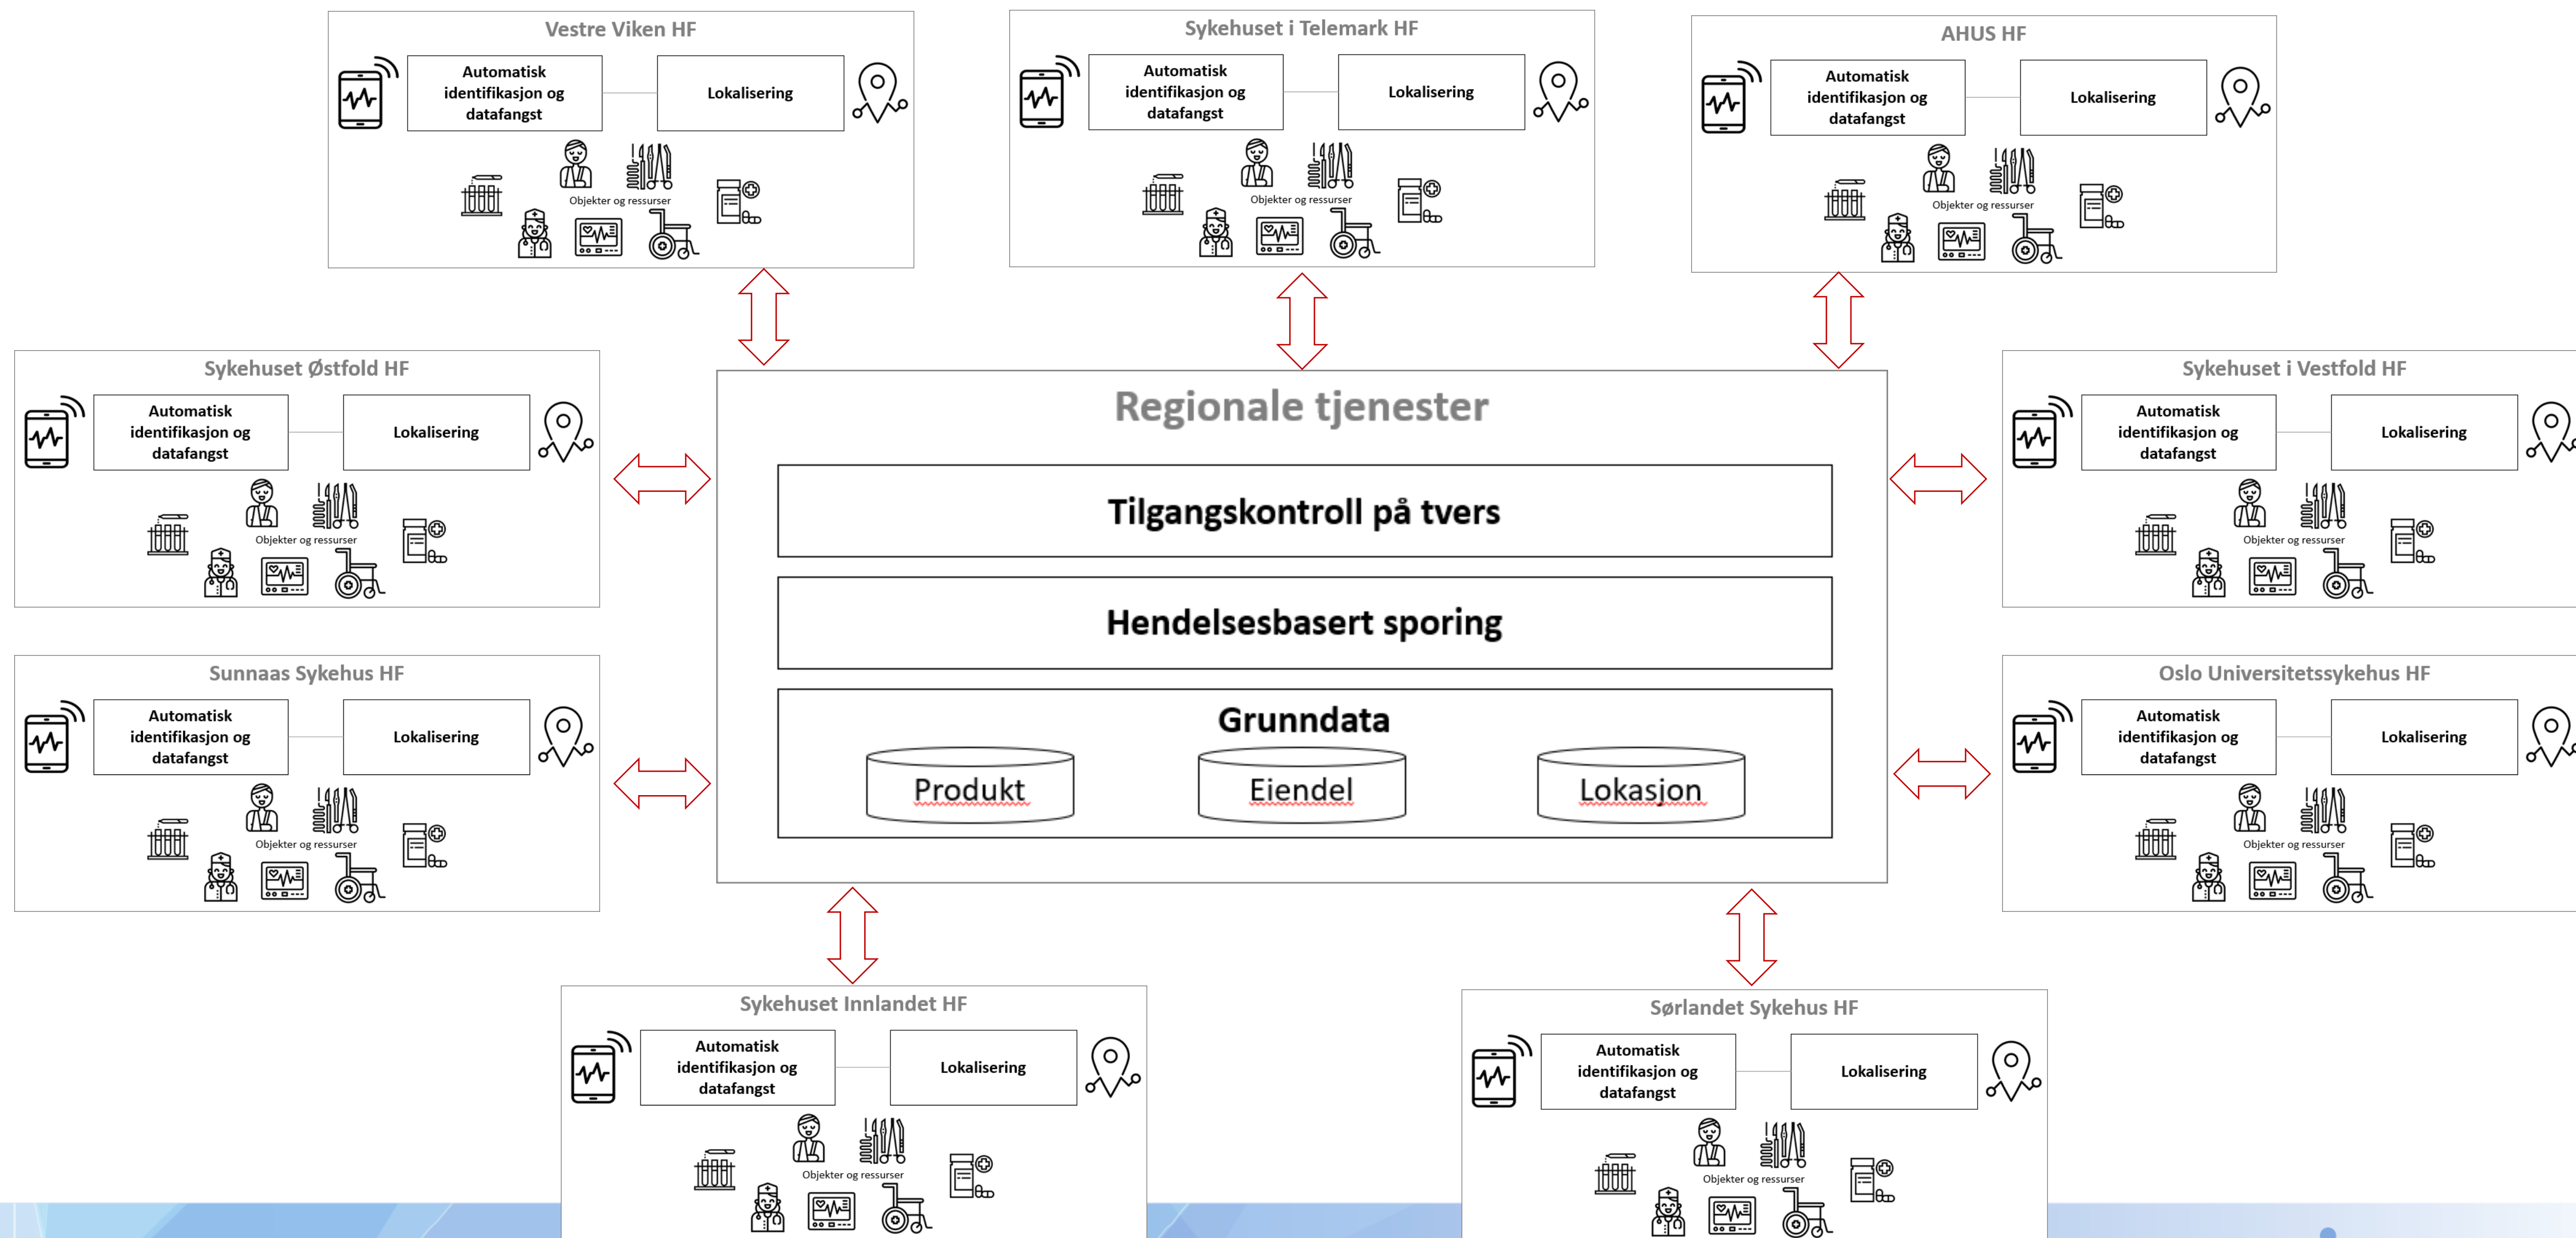 Vestre Viken HF
Automatisk
identifikasjon og
datafangst
Lokalisering
Objekter og ressurser
Sykehuset i Telemark HF
Automatisk
identifikasjon og
datafangst
Lokalisering
Objekter og ressurser
AHUS HF
Automatisk
identifikasjon og
datafangst
Lokalisering
Objekter og ressurser
Sykehuset Østfold HF
Automatisk
identifikasjon og
datafangst
Lokalisering
Objekter og ressurser
Regionale tjenester
Tilgangskontroll på tvers
Hendelsesbasert sporing
Grunndata
Produkt
Eiendel
Lokasjon
Sykehuset i Vestfold HF
Automatisk
identifikasjon og
datafangst
Lokalisering
Objekter og ressurser
Sunnaas Sykehus HF
Automatisk
identifikasjon og
datafangst
Lokalisering
Objekter og ressurser
Oslo Universitetssykehus HF
Automatisk
identifikasjon og
datafangst
Lokalisering
Objekter og ressurser
Sykehuset Innlandet HF
Automatisk
identifikasjon og
datafangst
Lokalisering
Objekter og ressurser
Sørlandet Sykehus HF
Automatisk
identifikasjon og
datafangst
Lokalisering
Objekter og ressurser